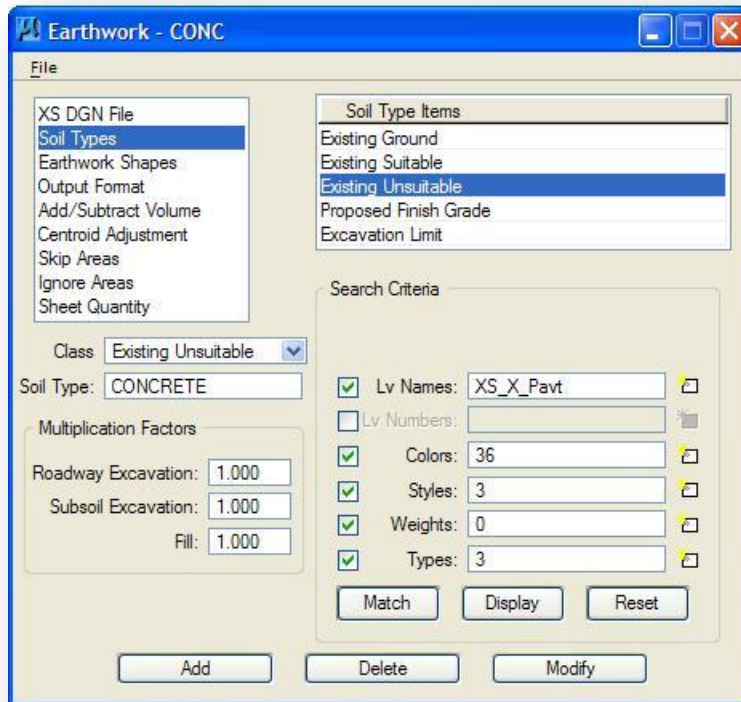 Earthwork - CONC
File
XS DGN File
Soil Types
Earthwork Shapes
Output Format
Add/Subtract Volume
Centroid Adjustment
Skip Areas
Ignore Areas
Sheet Quantity
Soil Type Items
Existing Ground
Existing Suitable
Existing Unsuitable
Proposed Finish Grade
Excavation Limit
Class Existing Unsuitable
Soil Type: CONCRETE
Multiplication Factors
Roadway Excavation: 1.000
Subsoil Excavation: 1.000
Fill: 1.000
Search Criteria
Lv Names: XS_X_Pavt
Lv Numbers:
Colors: 36
Styles: 3
Weights: 0
Types: 3
Match Display Reset
Add Delete Modify